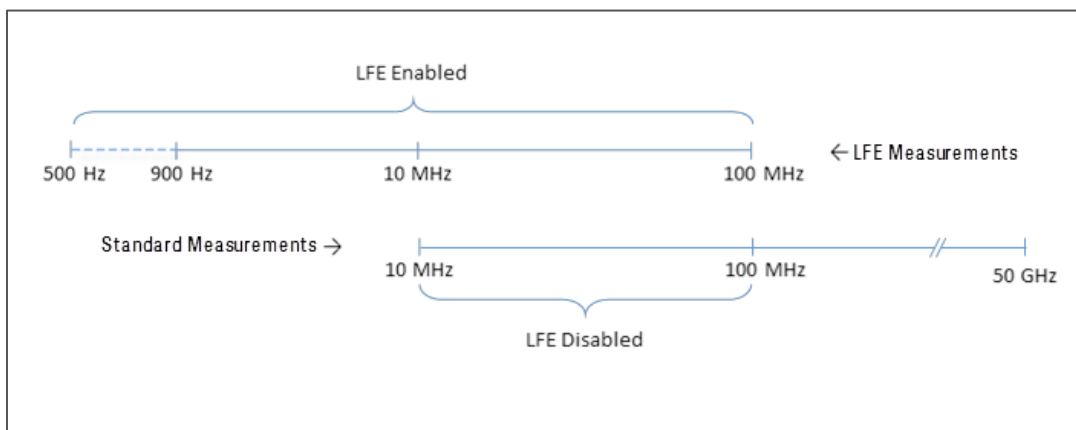 LFE Enabled
500 Hz 900 Hz 10 MHz 100 MHz ← LFE Measurements
Standard Measurements →
10 MHz 100 MHz 50 GHz
LFE Disabled